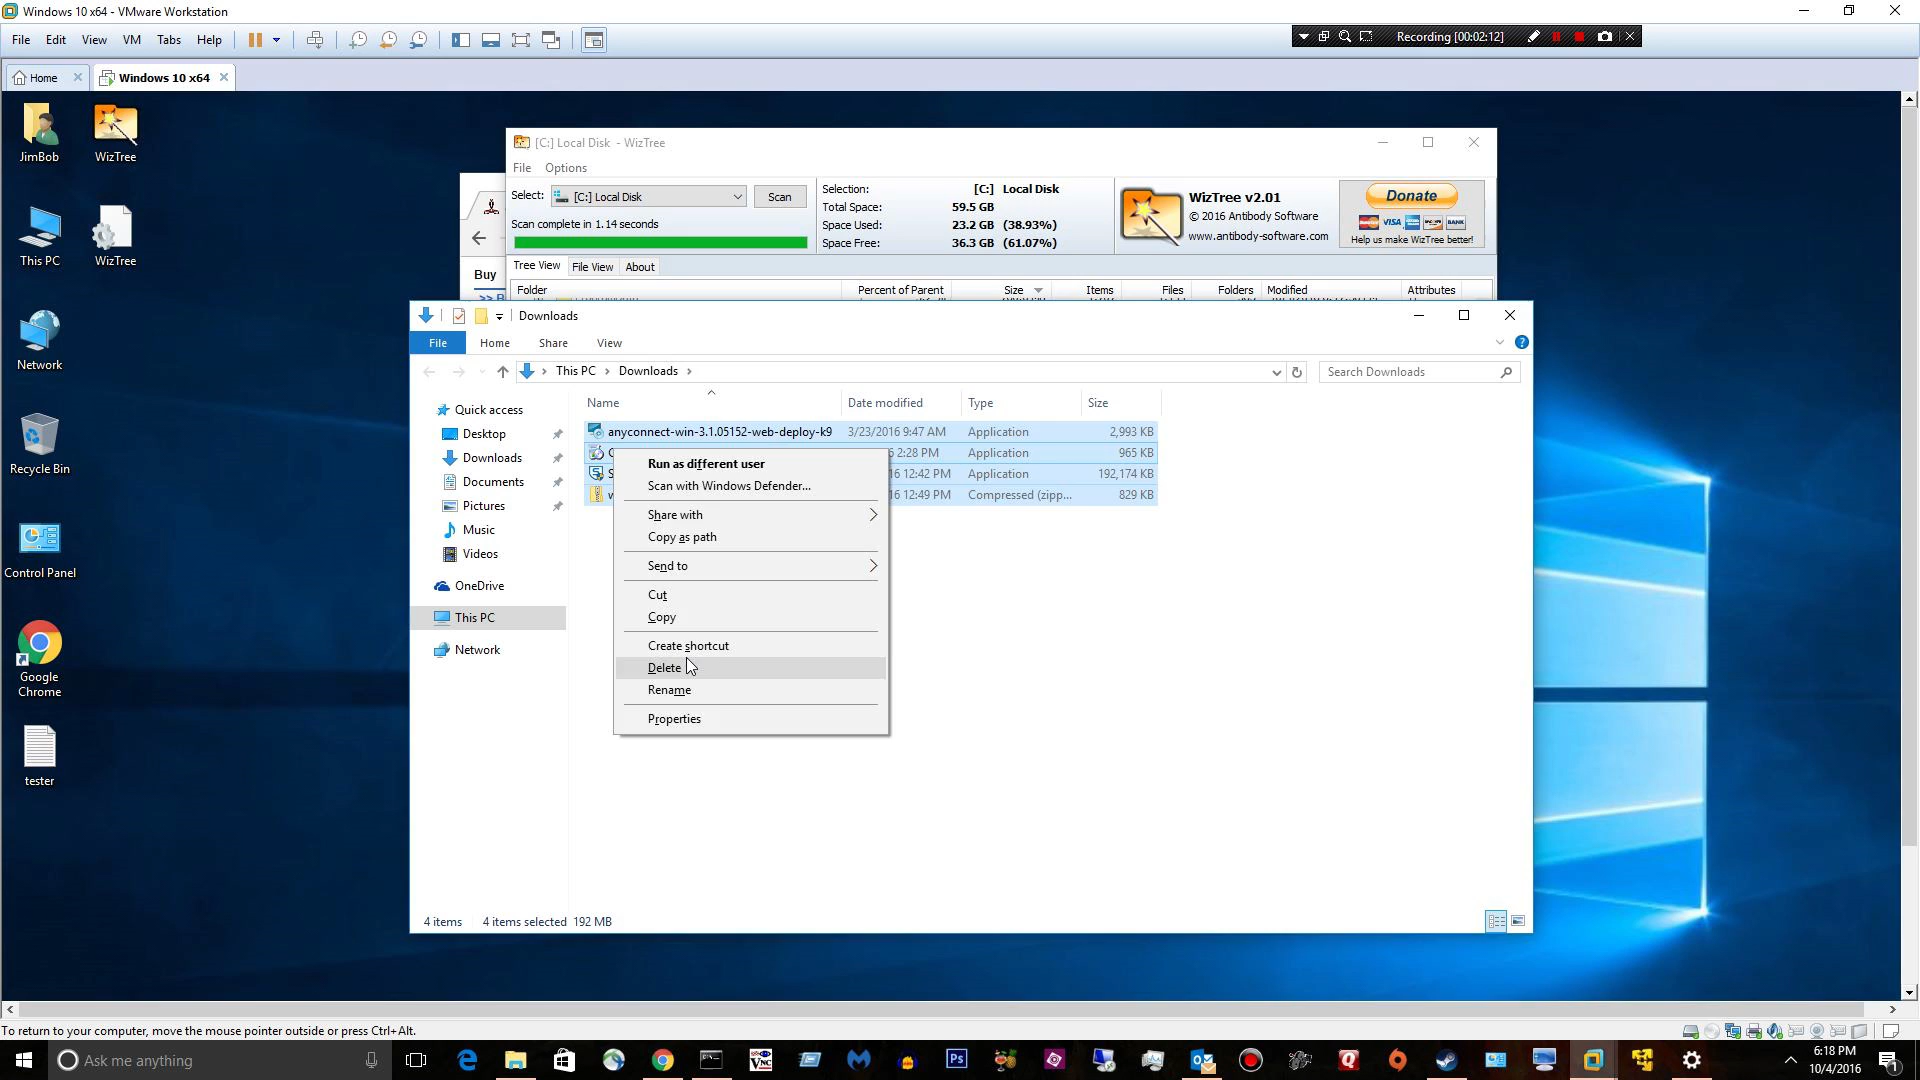 Windows 10 x64 - VMware Workstation
File Edit View VM Tabs Help
Recording [00:02:12]
Home
Windows 10 x64
JimBob
WizTree
This PC
WizTree
Network
Recycle Bin
Control Panel
Google Chrome
tester
[C:] Local Disk - WizTree
File Options
Select: [C:] Local Disk Scan
Scan complete in 1.14 seconds
Selection: [C:] Local Disk
Total Space: 59.5 GB
Space Used: 23.2 GB (38.93%)
Space Free: 36.3 GB (61.07%)
WizTree v2.01
© 2016 Antibody Software
www.antibody-software.com
Donate
VISA BANK
Help us make WizTree better!
Tree View File View About
Folder Percent of Parent Size Items Files Folders Modified Attributes
Buy
>> B
Downloads
File Home Share View
This PC > Downloads >
Search Downloads
Quick access
Desktop
Downloads
Documents
Pictures
Music
Videos
OneDrive
This PC
Network
Name Date modified Type Size
anyconnect-win-3.1.05152-web-deploy-k9 3/23/2016 9:47 AM Application 2,993 KB
6 2:28 PM Application 965 KB
S 16 12:42 PM Application 192,174 KB
w 16 12:49 PM Compressed (zipp... 829 KB
Run as different user
Scan with Windows Defender...
Share with
Copy as path
Send to
Cut
Copy
Create shortcut
Delete
Rename
Properties
4 items 4 items selected 192 MB
To return to your computer, move the mouse pointer outside or press Ctrl+Alt.
Ask me anything
Ps
6:18 PM
10/4/2016
1